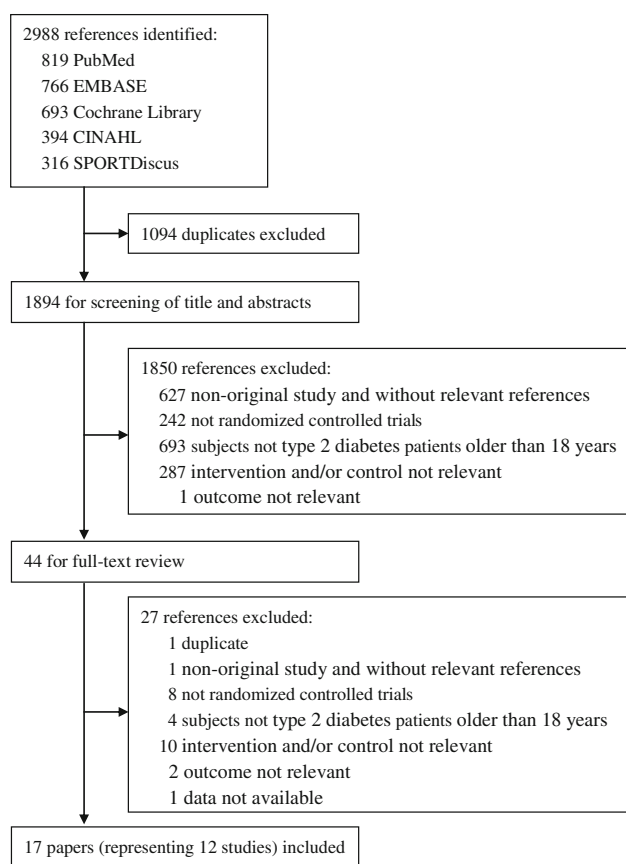 2988 references identified:
819 PubMed
766 EMBASE
693 Cochrane Library
394 CINAHL
316 SPORTDiscus
1094 duplicates excluded
1894 for screening of title and abstracts
1850 references excluded:
627 non-original study and without relevant references
242 not randomized controlled trials
693 subjects not type 2 diabetes patients older than 18 years
287 intervention and/or control not relevant
1 outcome not relevant
44 for full-text review
27 references excluded:
1 duplicate
1 non-original study and without relevant references
8 not randomized controlled trials
4 subjects not type 2 diabetes patients older than 18 years
10 intervention and/or control not relevant
2 outcome not relevant
1 data not available
17 papers (representing 12 studies) included